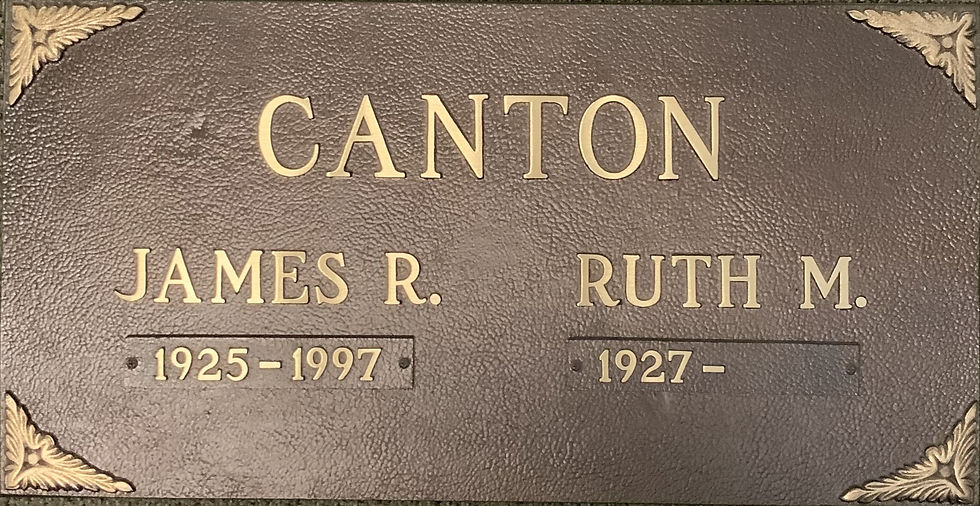 CANTON
JAMES R. RUTH M.
1925-1997 1927-